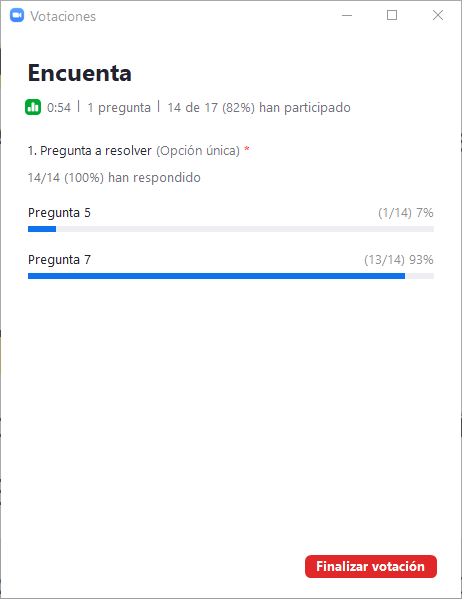 Votaciones
Encuenta
0:54 | 1 pregunta | 14 de 17 (82%) han participado
1. Pregunta a resolver (Opción única) *
14/14 (100%) han respondido
Pregunta 5 (1/14) 7%
Pregunta 7 (13/14) 93%
Finalizar votación